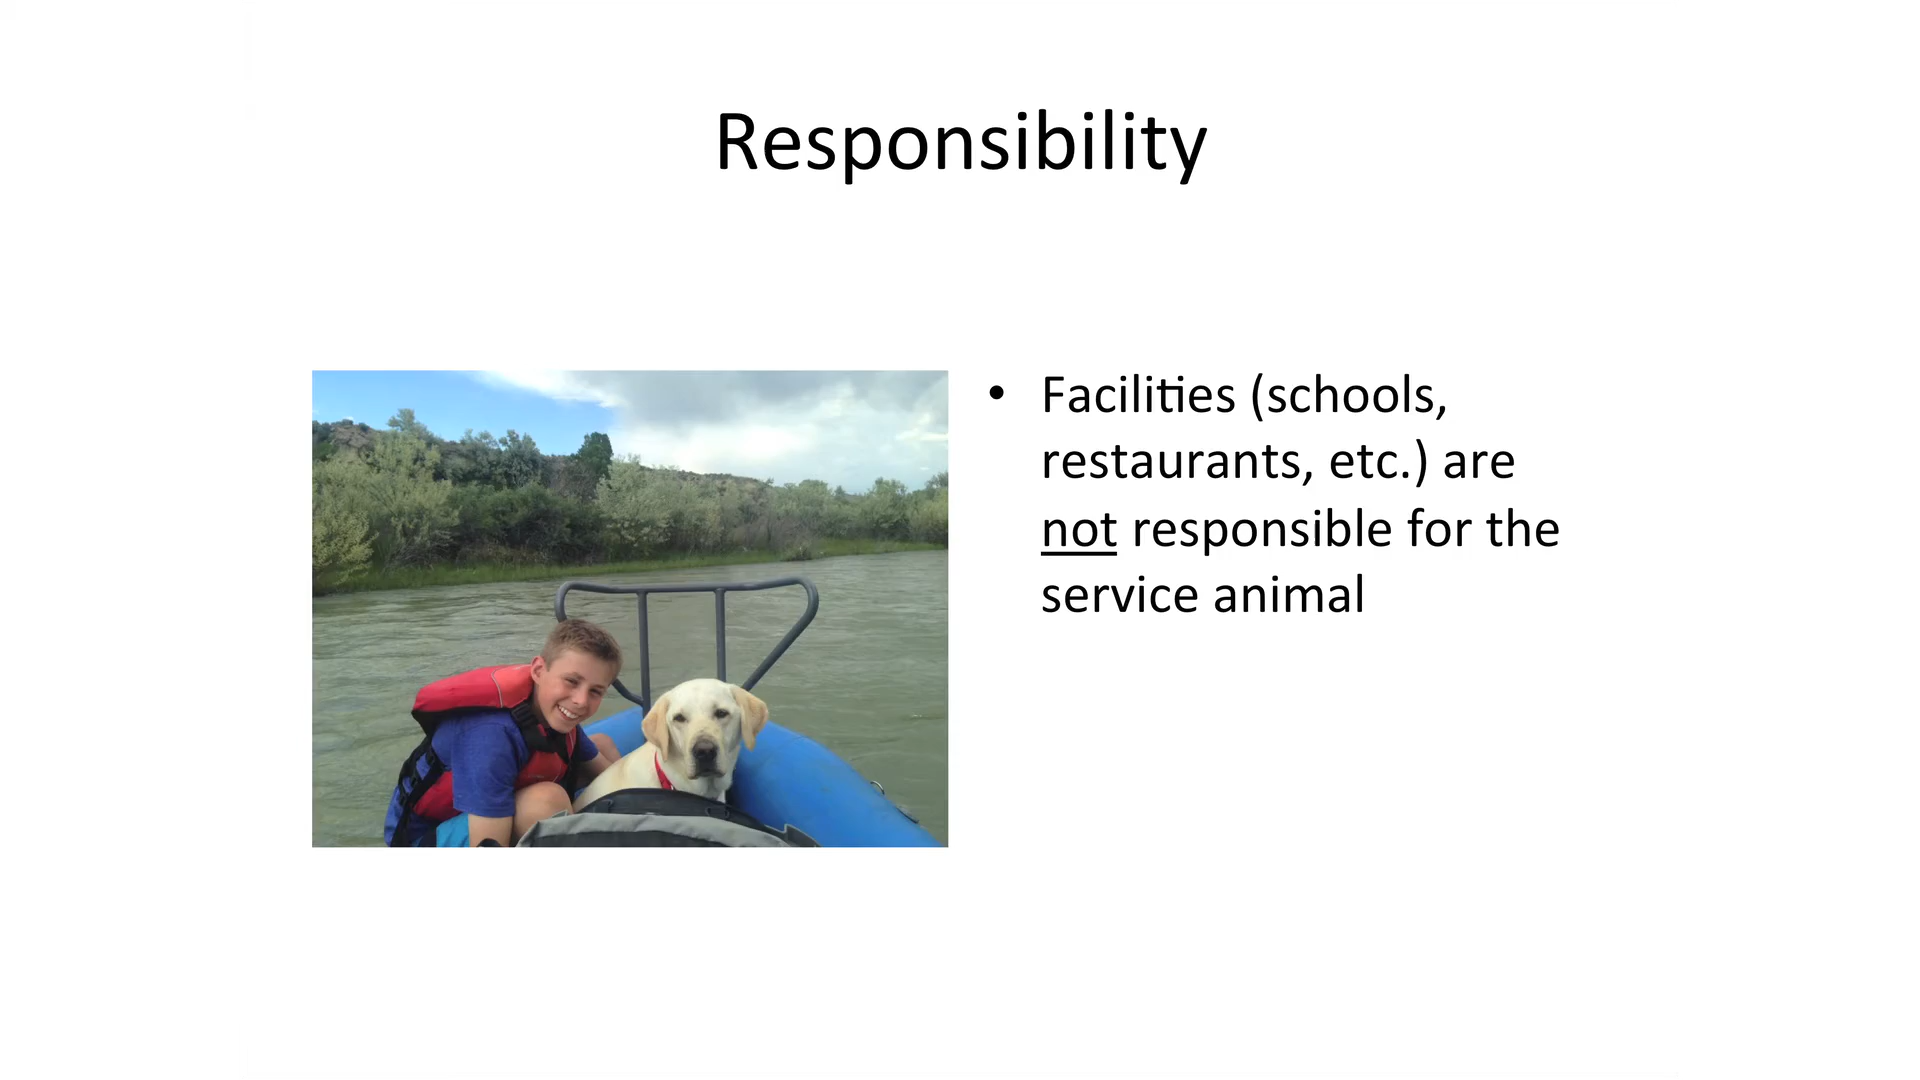 Responsibility
• Facilities (schools,
restaurants, etc.) are
not responsible for the
service animal